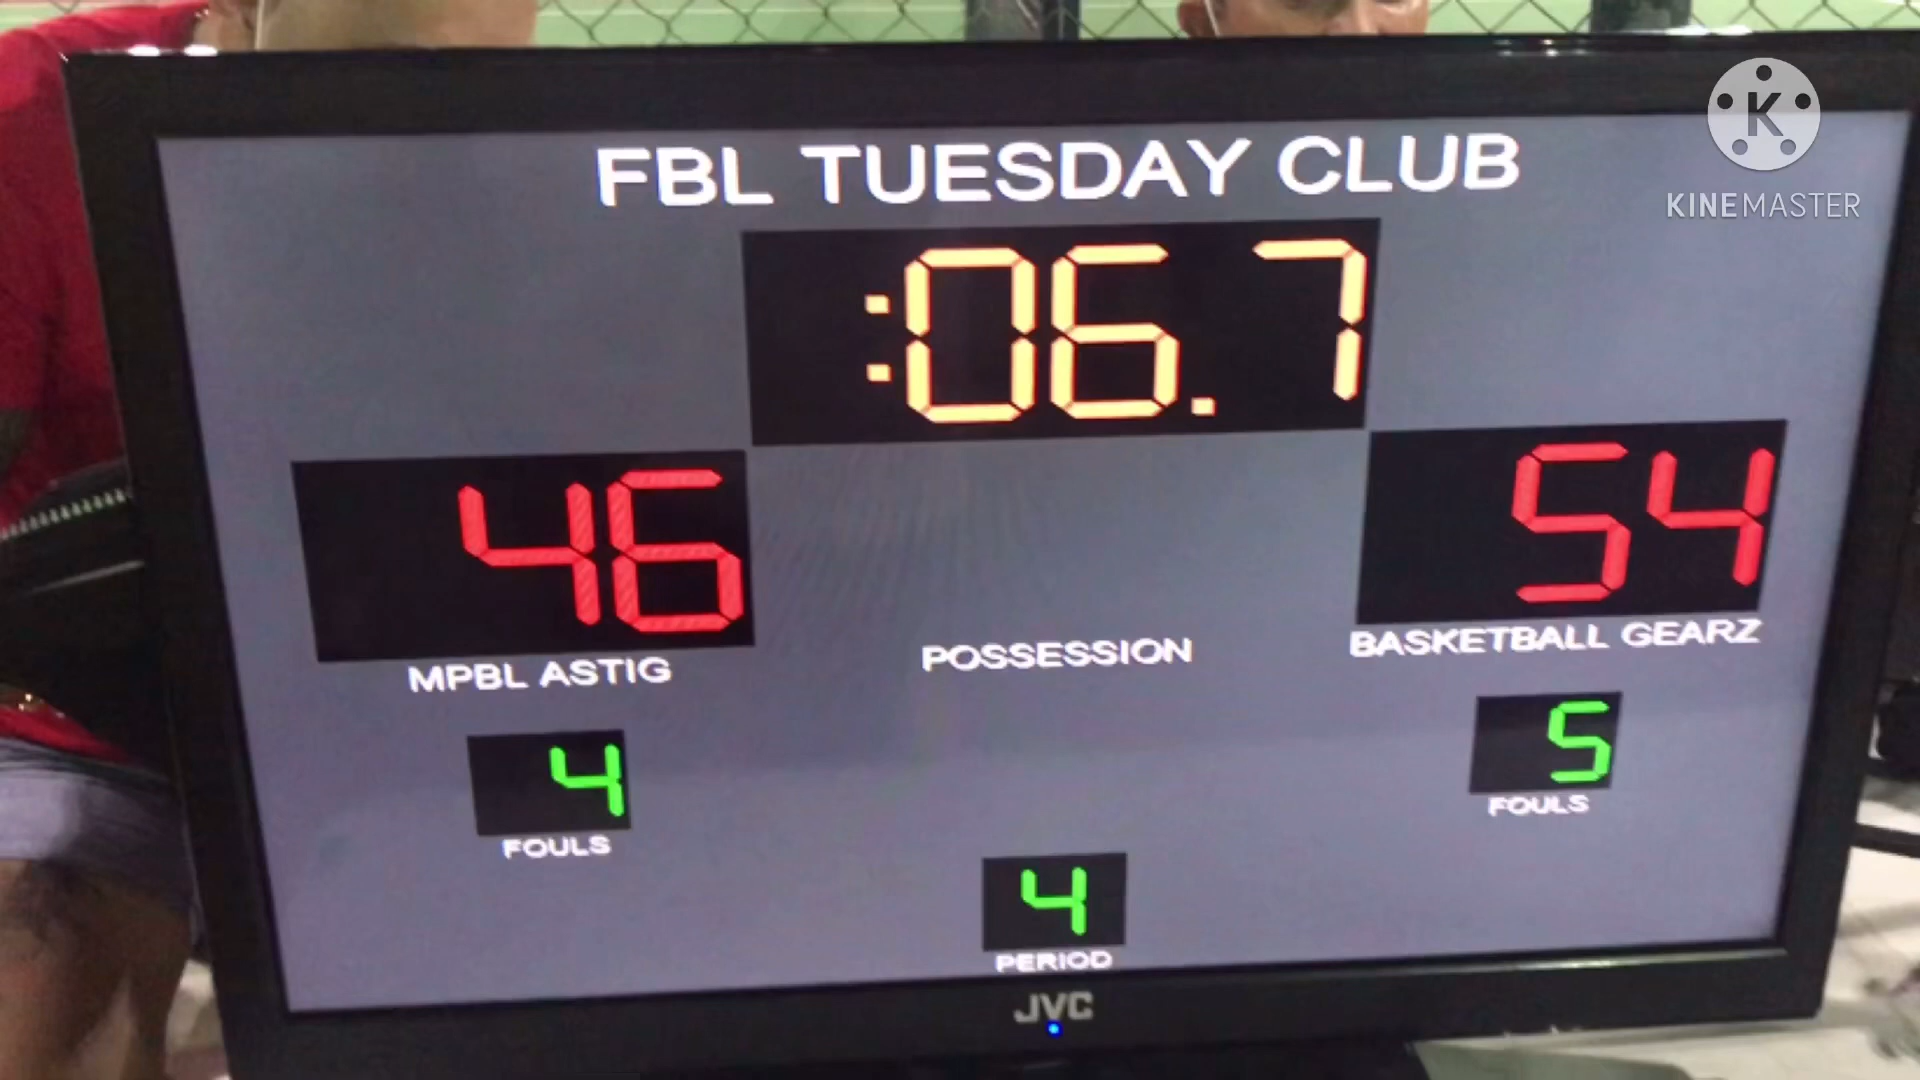 K
KINEMASTER
FBL TUESDAY CLUB
:06.7
46
54
MPBL ASTIG
POSSESSION
BASKETBALL GEARZ
4
5
FOULS
FOULS
4
PERIOD
JVC